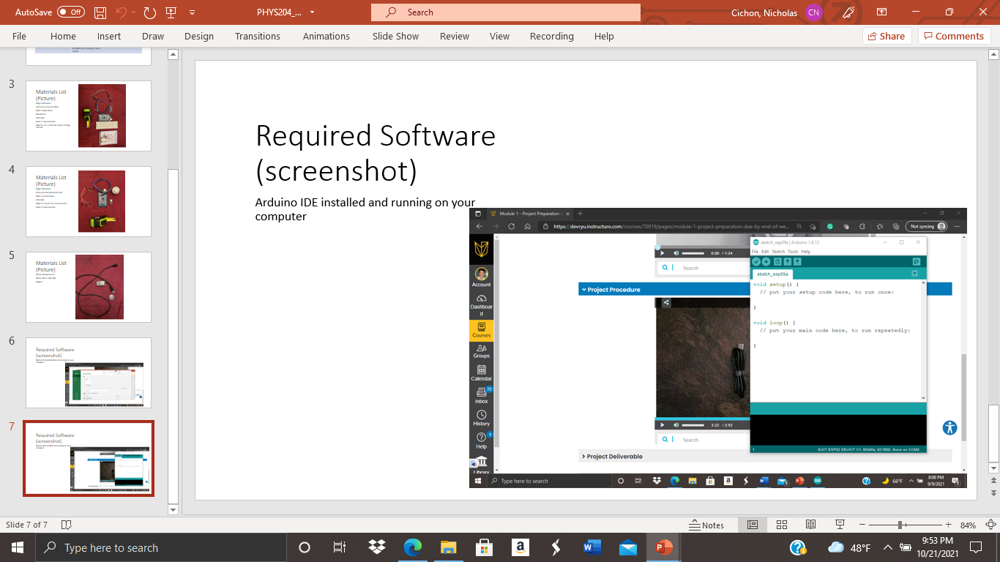 AutoSave Off
PHYS204_...
Search
Cichon, Nicholas
CN
File Home Insert Draw Design Transitions Animations Slide Show Review View Recording Help
Share
Comments
3
Materials List
(Picture)
4
Materials List
(Picture)
5
Materials List
(Picture)
6
Required Software
(screenshot)
7
Required Software
(screenshot)
Required Software
(screenshot)
Arduino IDE installed and running on your
computer
Module 1 - Project Preparation
https://devryu.instructure.com/courses/70019/pages/module-1-project-preparation-due-by-end-of-we...
Not syncing
Account
Dashboar
d
Courses
Groups
Calendar
72
Inbox
History
1
Help
Library
0:00 / 1:24
Search
Project Procedure
3:22 / 3:52
Search
Project Deliverable
sketch_sep09a | Arduino 1.8.12
File Edit Sketch Tools Help
sketch_sep09a
void setup() {
// put your setup code here, to run once:
}
void loop() {
// put your main code here, to run repeatedly:
}
1
DOIT ESP32 DEVKIT V1, 80MHz, 921600, None on COM3
Type here to search
66°F
8:08 PM
9/9/2021
Slide 7 of 7
Notes
84%
Type here to search
48°F
9:53 PM
10/21/2021